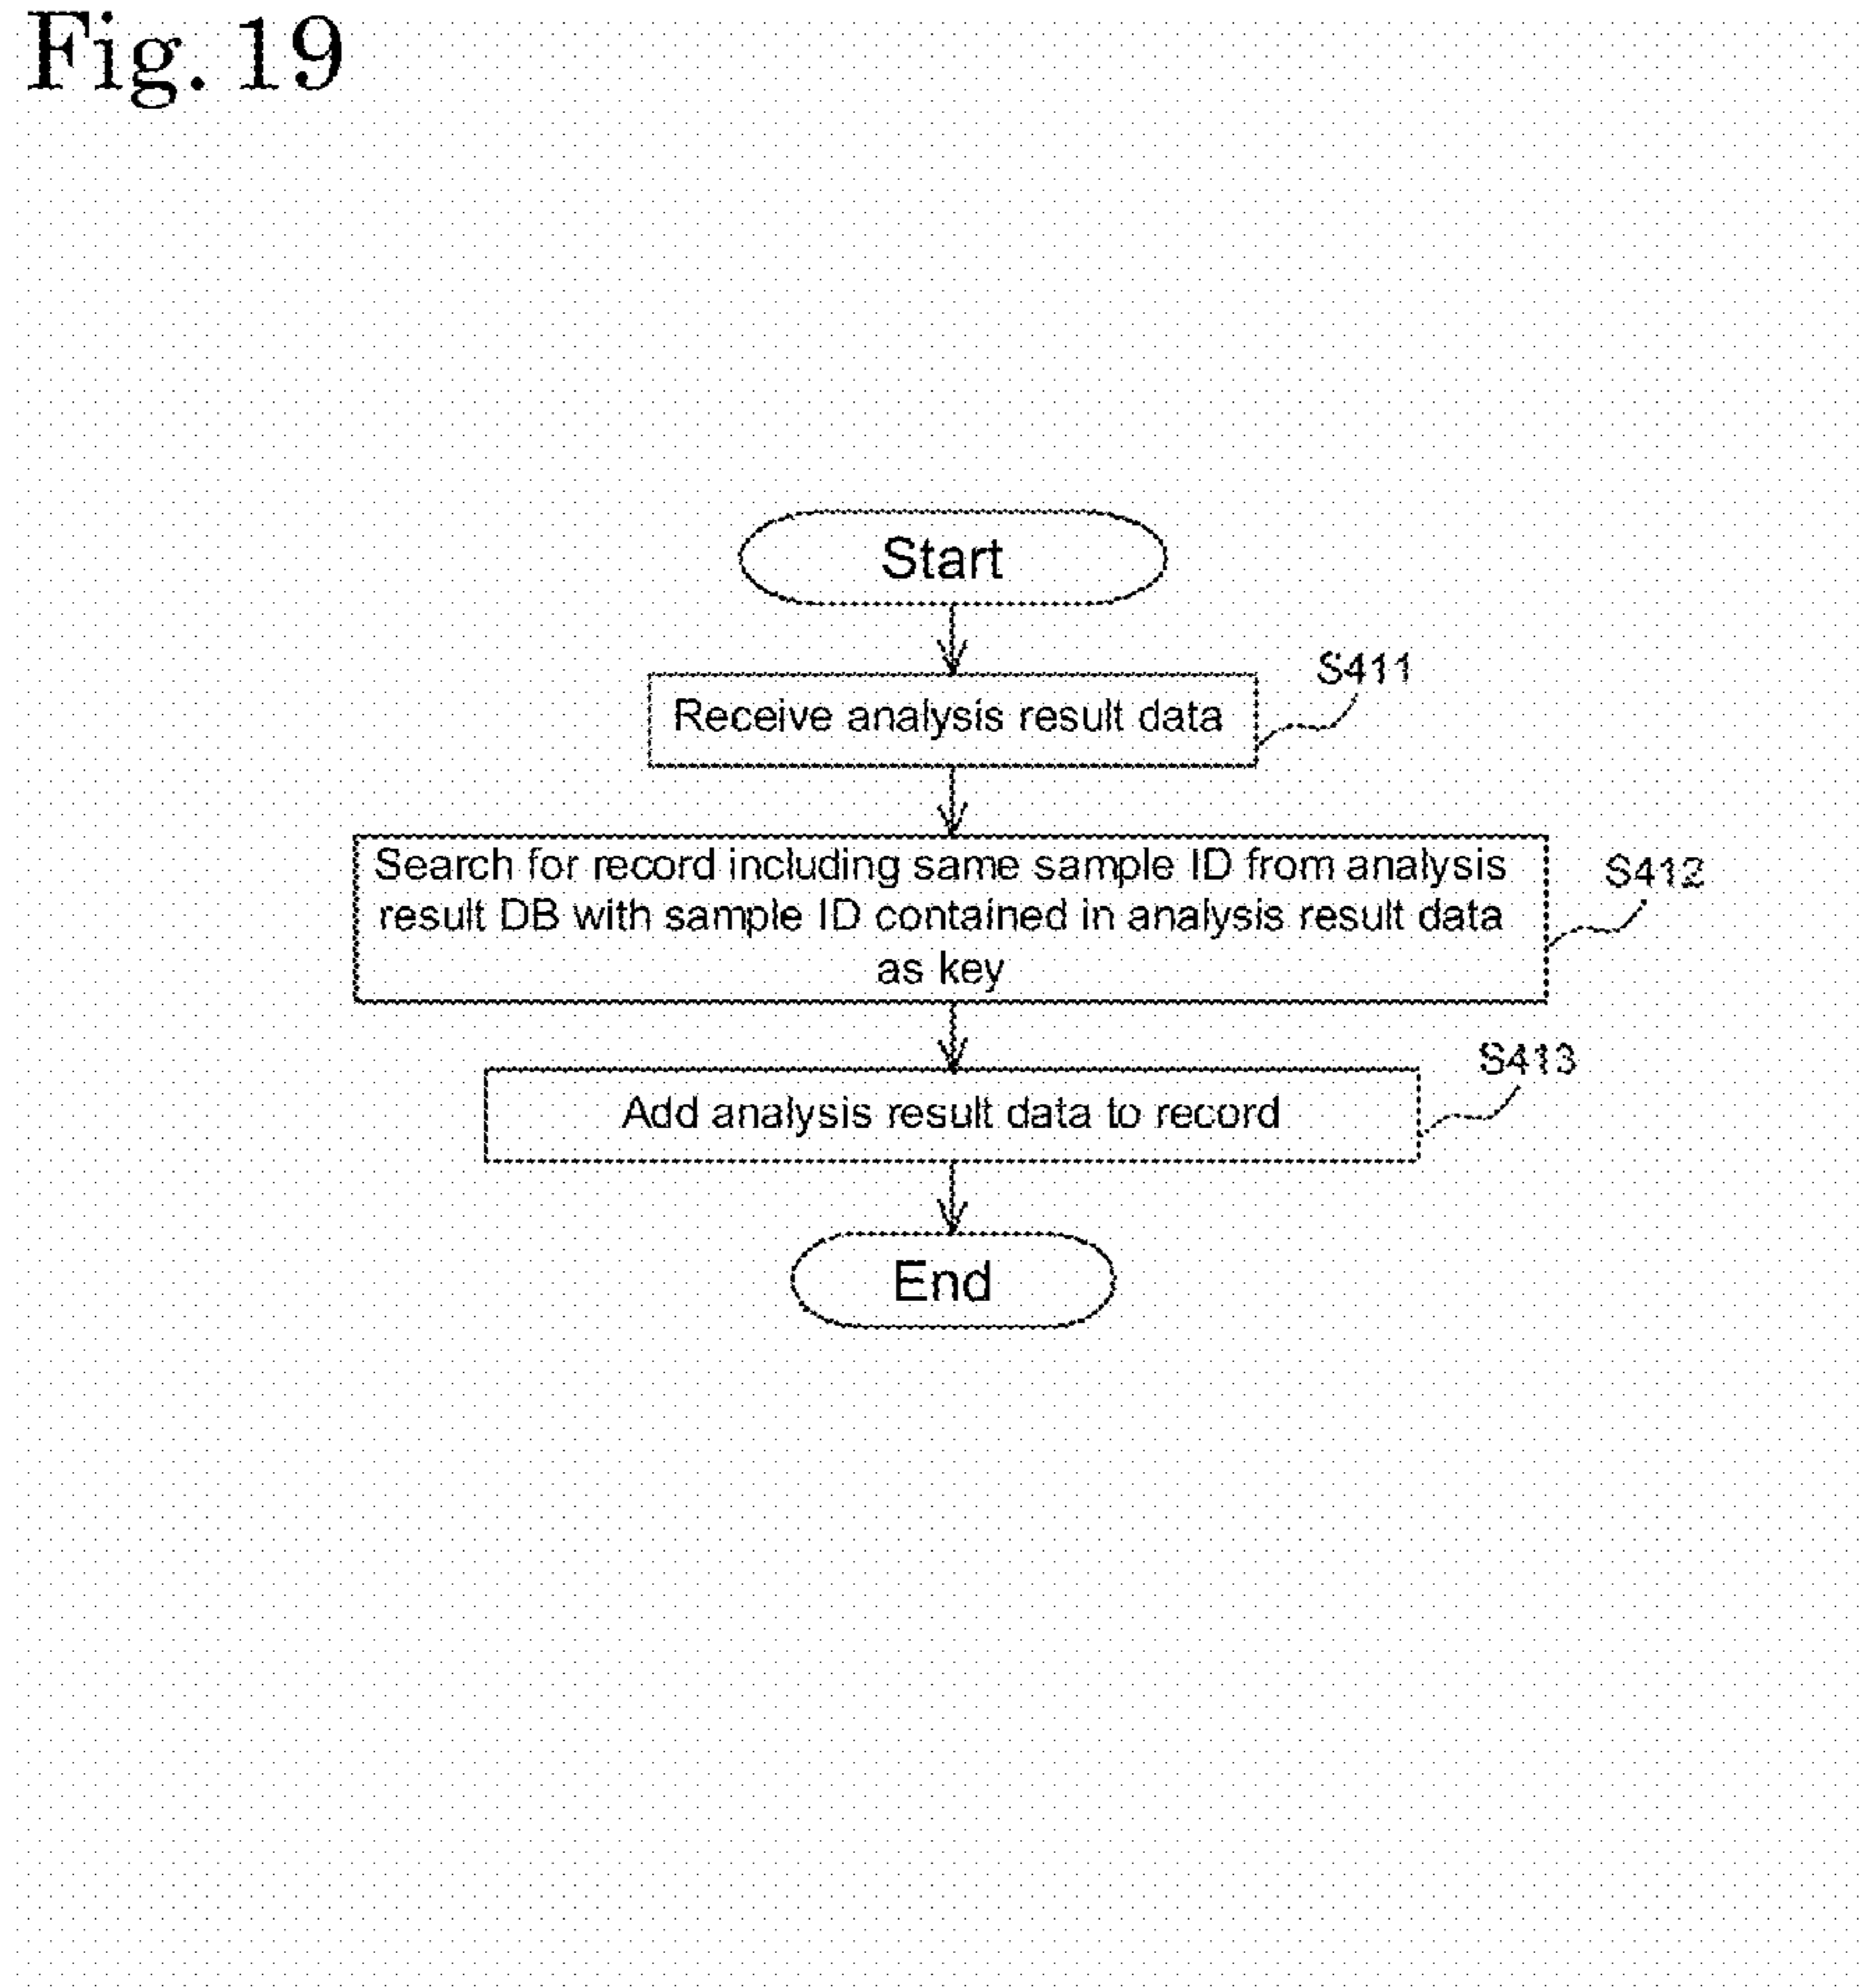 Fig. 19
Start
S411
Receive analysis result data
Search for record including same sample ID from analysis
S412
result DB with sample ID contained in analysis result data
as key
S413
Add analysis result data to record
End